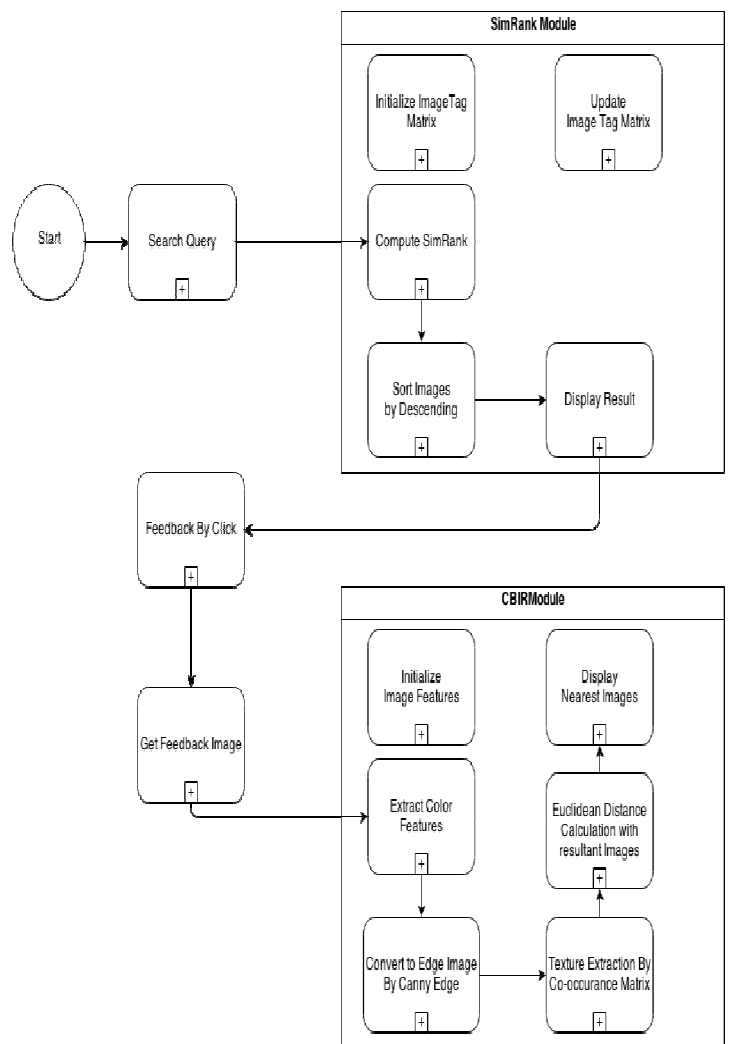 SimRank Module
Initialize ImageTag
Matrix
+
Update
Image Tag Matrix
+
Start
Search Query
+
Compute SimRank
+
Sort Images
by Descending
+
Display Result
+
Feedback By Click
+
CBIRModule
Initialize
Image Features
+
Display
Nearest Images
+
Get Feedback Image
+
Extract Color
Features
+
Euclidean Distance
Calculation with
resultant Images
+
Convert to Edge Image
By Canny Edge
+
Texture Extraction By
Co-occurance Matrix
+